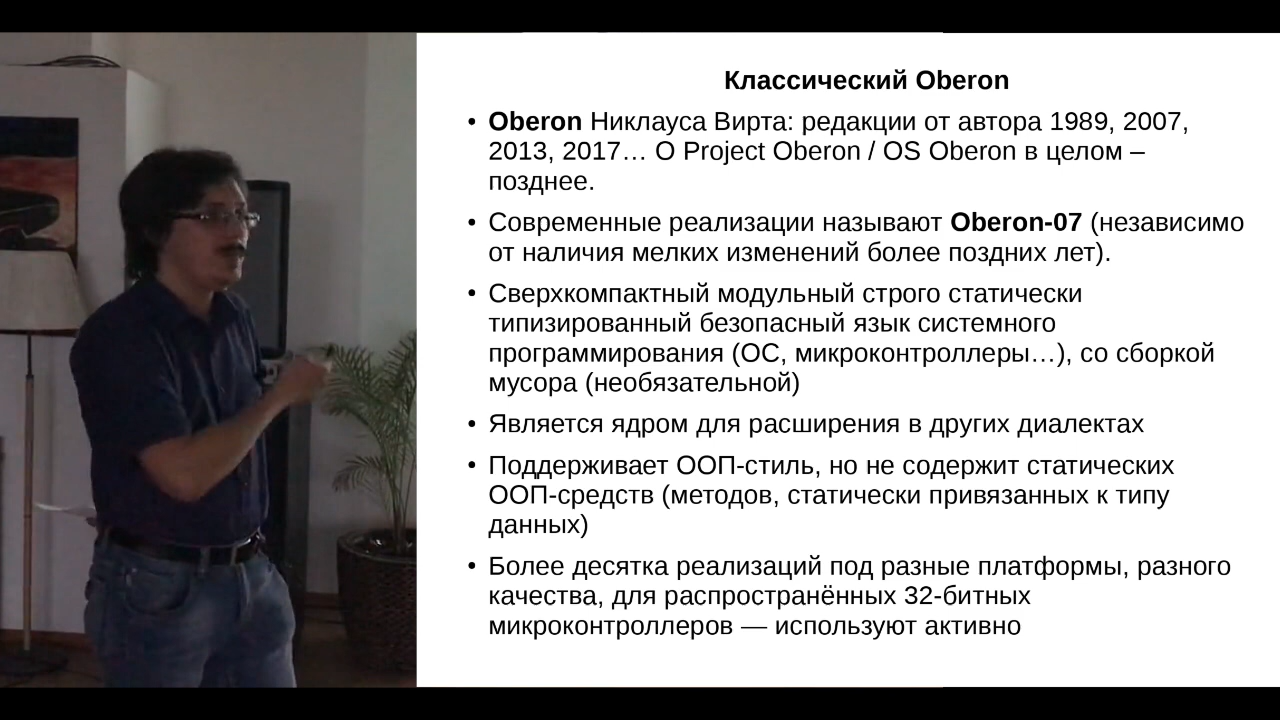 Классический Oberon
• Oberon Никлауса Вирта: редакции от автора 1989, 2007,
2013, 2017… О Project Oberon / OS Oberon в целом –
позднее.
• Современные реализации называют Oberon-07 (независимо
от наличия мелких изменений более поздних лет).
• Сверхкомпактный модульный строго статически
типизированный безопасный язык системного
программирования (ОС, микроконтроллеры…), со сборкой
мусора (необязательной)
• Является ядром для расширения в других диалектах
• Поддерживает ООП-стиль, но не содержит статических
ООП-средств (методов, статически привязанных к типу
данных)
• Более десятка реализаций под разные платформы, разного
качества, для распространённых 32-битных
микроконтроллеров — используют активно